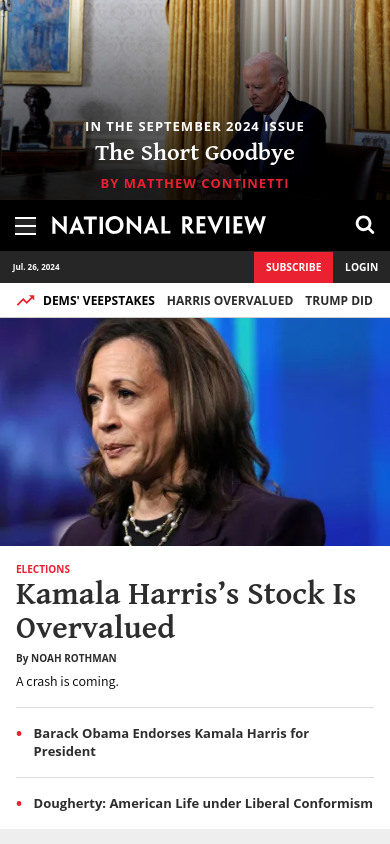 IN THE SEPTEMBER 2024 ISSUE
The Short Goodbye
BY MATTHEW CONTINETTI
NATIONAL REVIEW
Jul. 26, 2024
SUBSCRIBE LOGIN
DEMS' VEEPSTAKES HARRIS OVERVALUED TRUMP DID
ELECTIONS
Kamala Harris’s Stock Is
Overvalued
By NOAH ROTHMAN
A crash is coming.
• Barack Obama Endorses Kamala Harris for
President
• Dougherty: American Life under Liberal Conformism